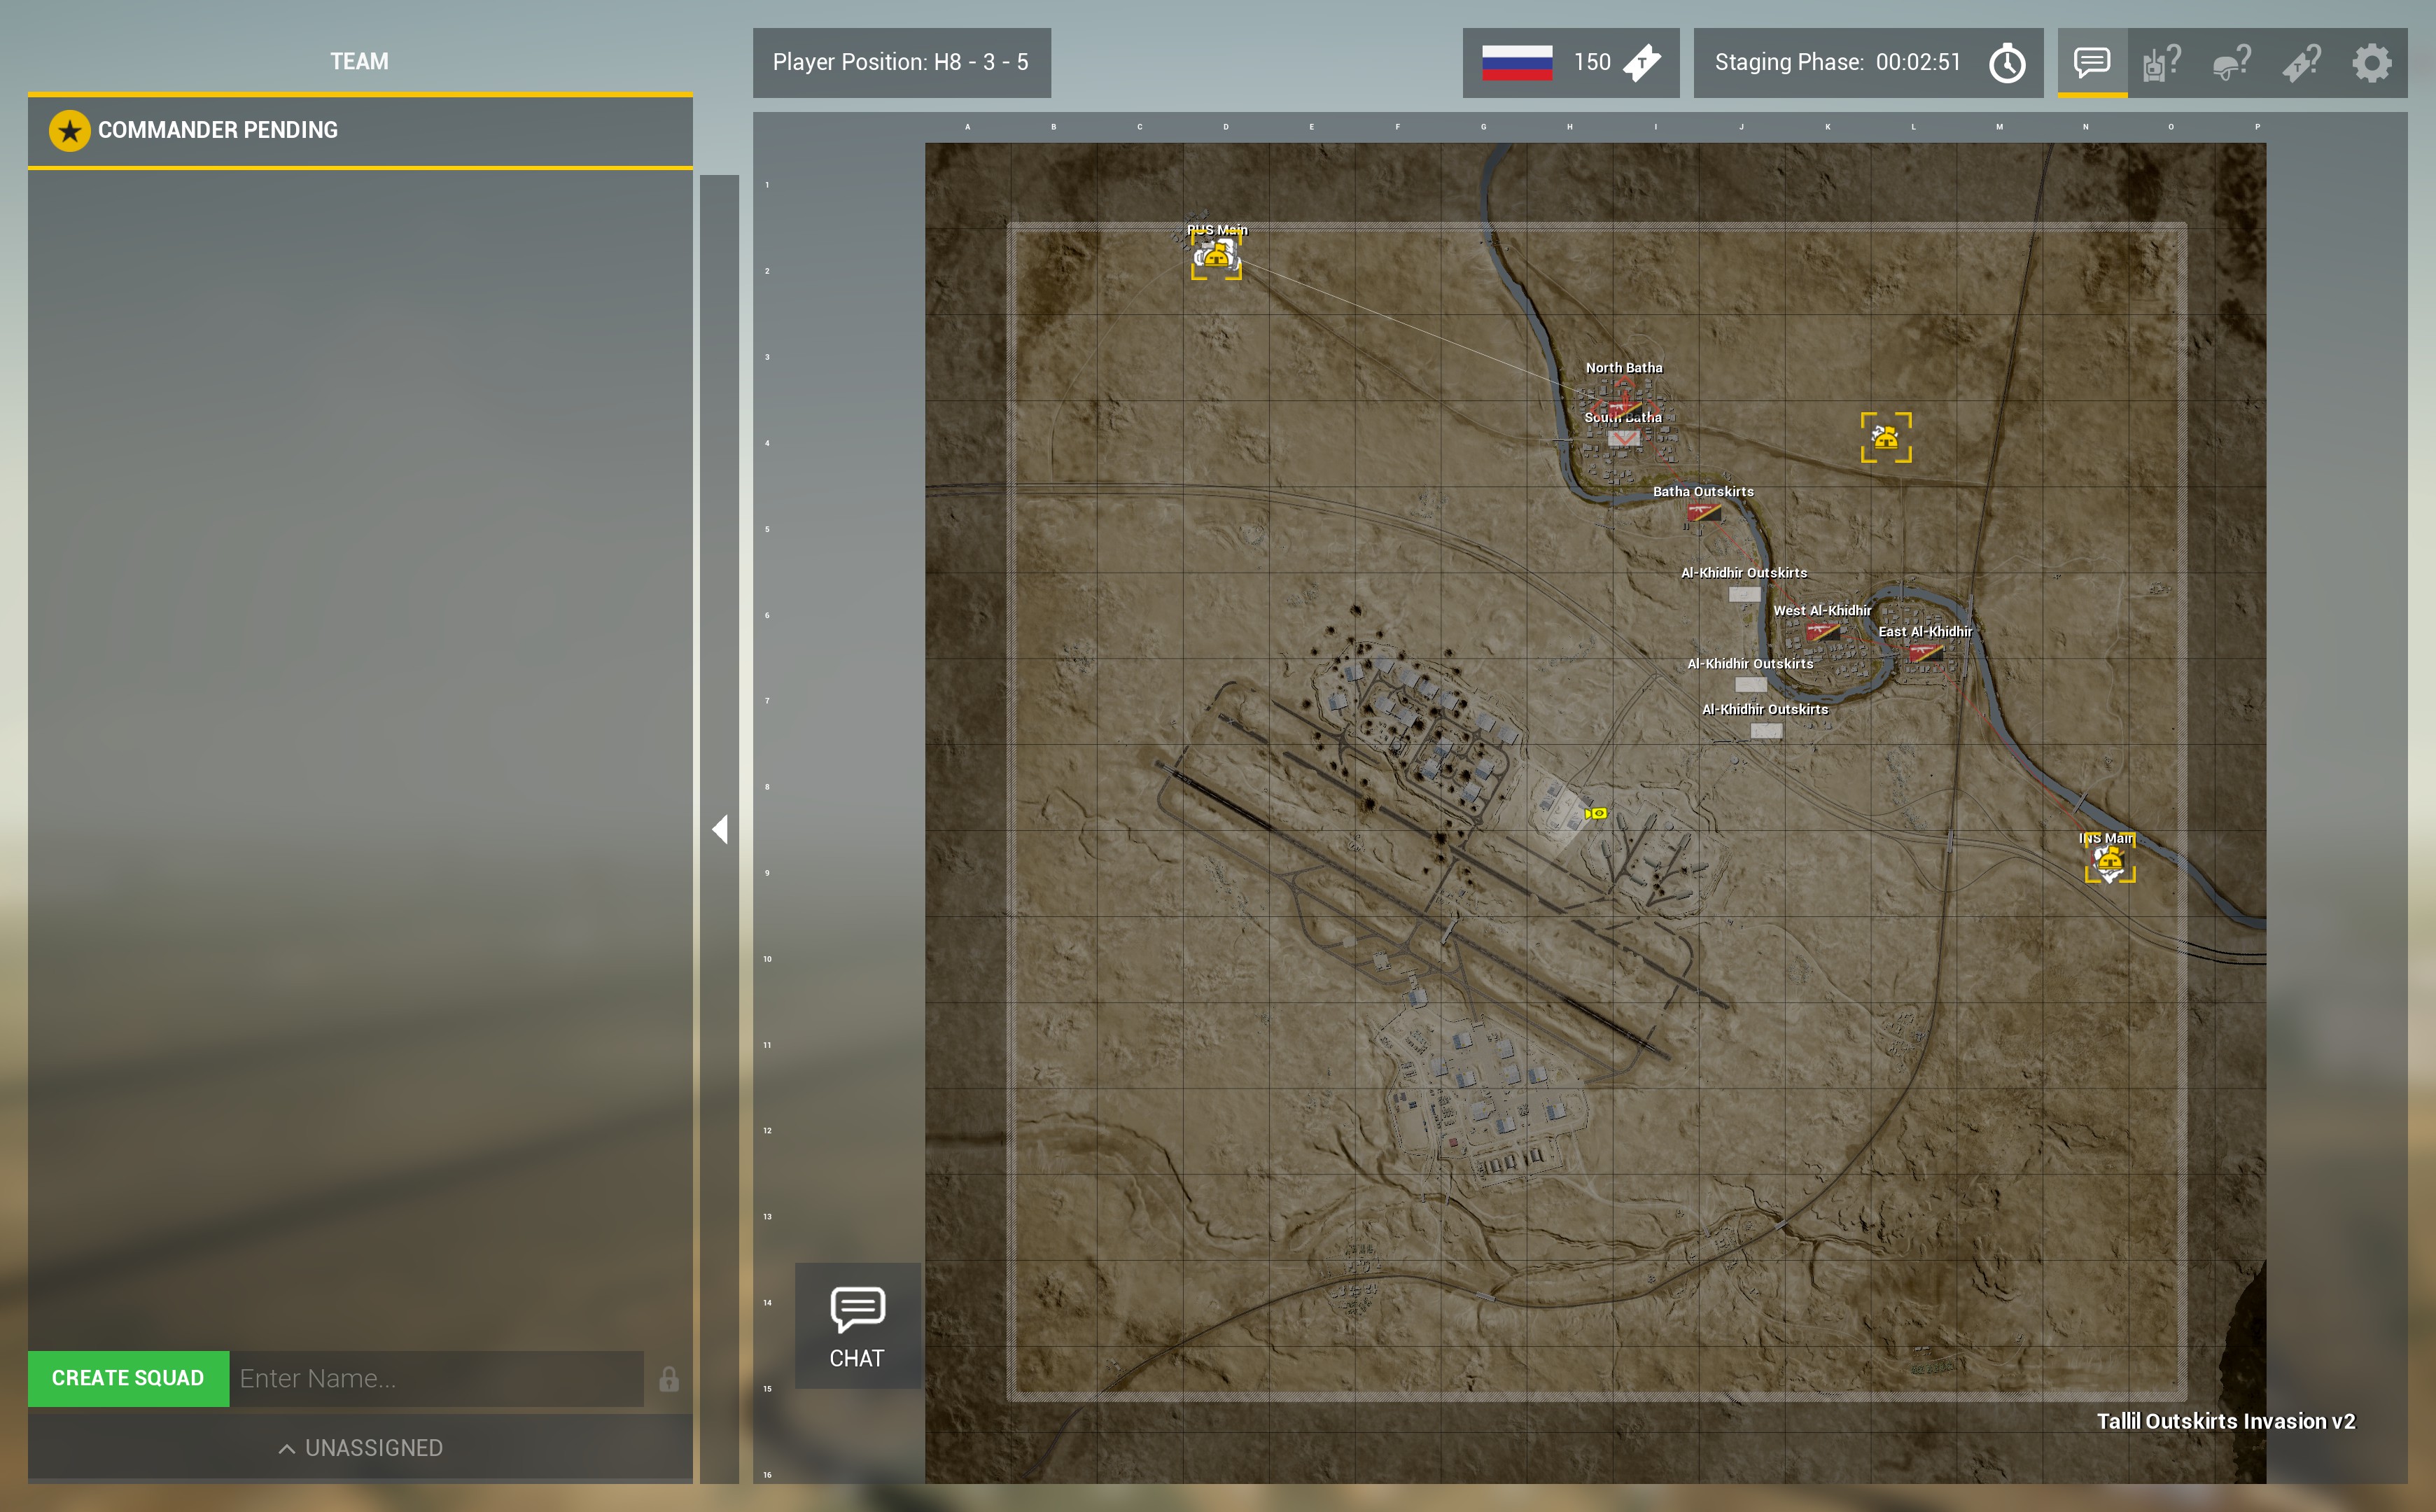 TEAM
Player Position: H8 - 3 - 5
150
T
Staging Phase: 00:02:51
? ? ?
COMMANDER PENDING
A B C D E F G H I J K L M N O P
1
RUS Main
2
3
North Batha
South Batha
4
Batha Outskirts
5
Al-Khidhir Outskirts
West Al-Khidhir
6
East Al-Khidhir
Al-Khidhir Outskirts
7
Al-Khidhir Outskirts
8
INS Main
9
10
11
12
13
14
CHAT
CREATE SQUAD Enter Name...
15
Tallil Outskirts Invasion v2
UNASSIGNED
16